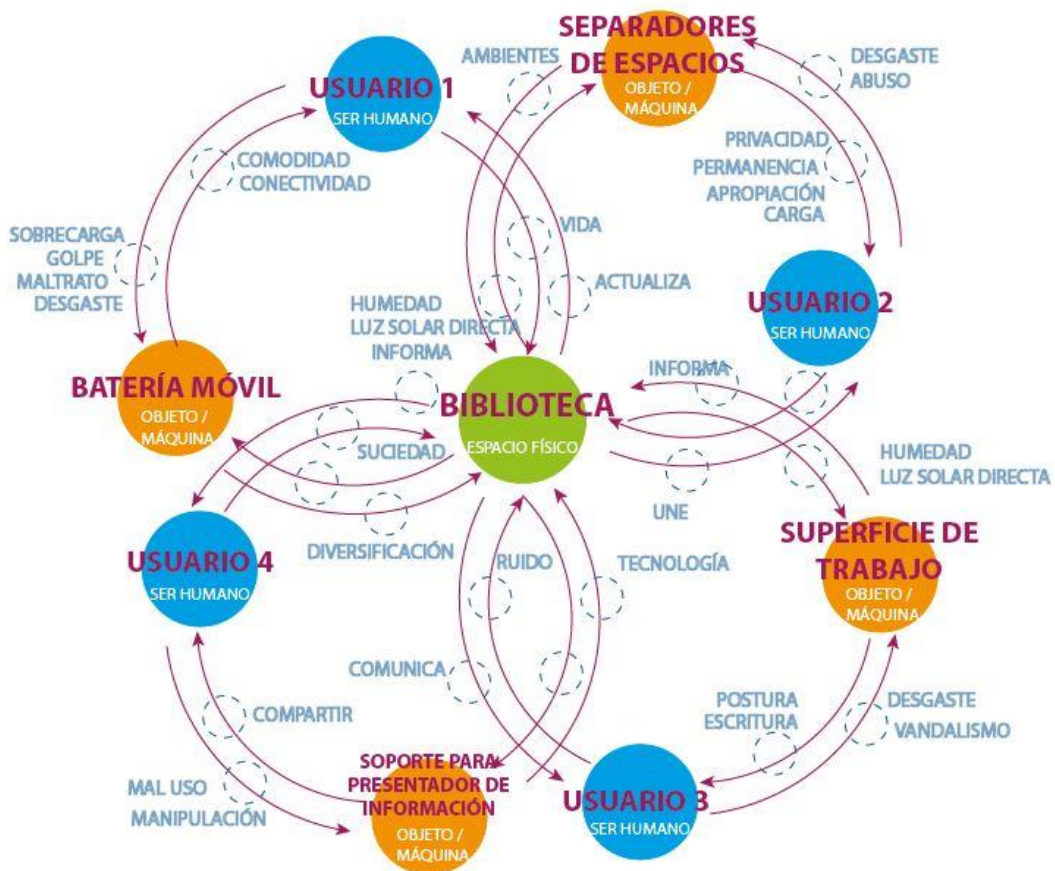 SEPARADORES
DE ESPACIOS
OBJETO /
MÁQUINA
AMBIENTES
DESGASTE
ABUSO
USUARIO 1
SER HUMANO
PRIVACIDAD
PERMANENCIA
APROPIACIÓN
CARGA
COMODIDAD
CONECTIVIDAD
VIDA
SOBRECARGA
GOLPE
MALTRATO
DESGASTE
ACTUALIZA
USUARIO 2
SER HUMANO
HUMEDAD
LUZ SOLAR DIRECTA
INFORMA
INFORMA
BATERÍA MÓVIL
OBJETO /
MÁQUINA
BIBLIOTECA
ESPACIO FÍSICO
SUCIEDAD
HUMEDAD
LUZ SOLAR DIRECTA
UNE
DIVERSIFICACIÓN
RUIDO
TECNOLOGÍA
SUPERFICIE DE
TRABAJO
OBJETO /
MÁQUINA
USUARIO 4
SER HUMANO
COMUNICA
POSTURA
ESCRITURA
DESGASTE
VANDALISMO
COMPARTIR
MAL USO
MANIPULACIÓN
SOPORTE PARA
PRESENTADOR DE
INFORMACIÓN
OBJETO /
MÁQUINA
USUARIO 3
SER HUMANO